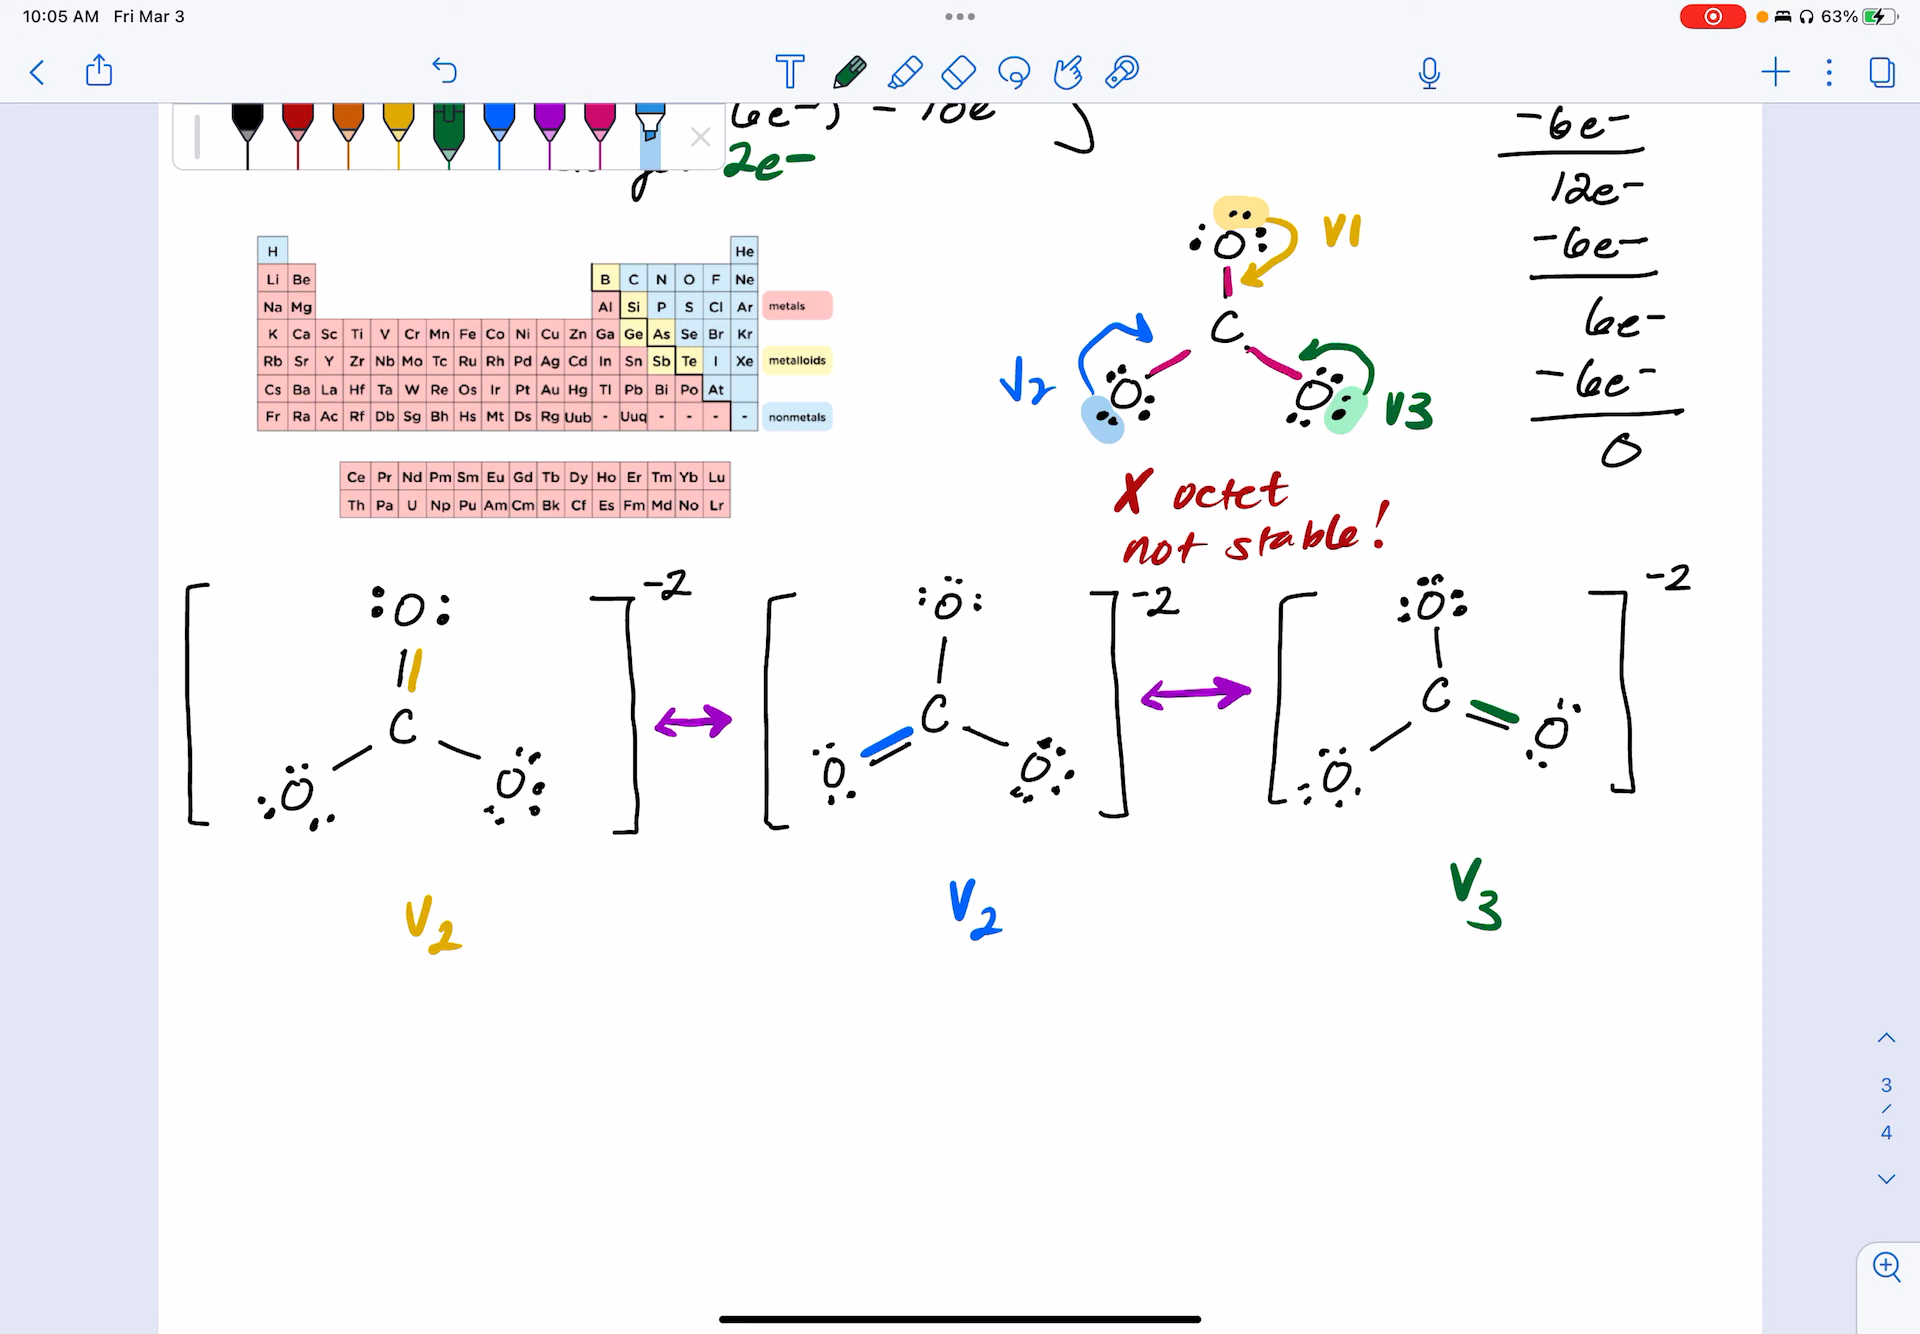 10:05 AM Fri Mar 3
63%
6e-) - 10e
2e-
-6e-
12e-
-6e-
6e-
-6e-
0
H He
Li Be B C N O F Ne
Na Mg Al Si P S Cl Ar metals
K Ca Sc Ti V Cr Mn Fe Co Ni Cu Zn Ga Ge As Se Br Kr
Rb Sr Y Zr Nb Mo Tc Ru Rh Pd Ag Cd In Sn Sb Te I Xe metalloids
Cs Ba La Hf Ta W Re Os Ir Pt Au Hg Tl Pb Bi Po At
Fr Ra Ac Rf Db Sg Bh Hs Mt Ds Rg Uub - Uuq - - - - nonmetals
Ce Pr Nd Pm Sm Eu Gd Tb Dy Ho Er Tm Yb Lu
Th Pa U Np Pu Am Cm Bk Cf Es Fm Md No Lr
O V1
C
V2 O O V3
X octet
not stable!
-2 -2 -2
O O O
C C C
O O O O O O
V2 V2 V3
3
/
4